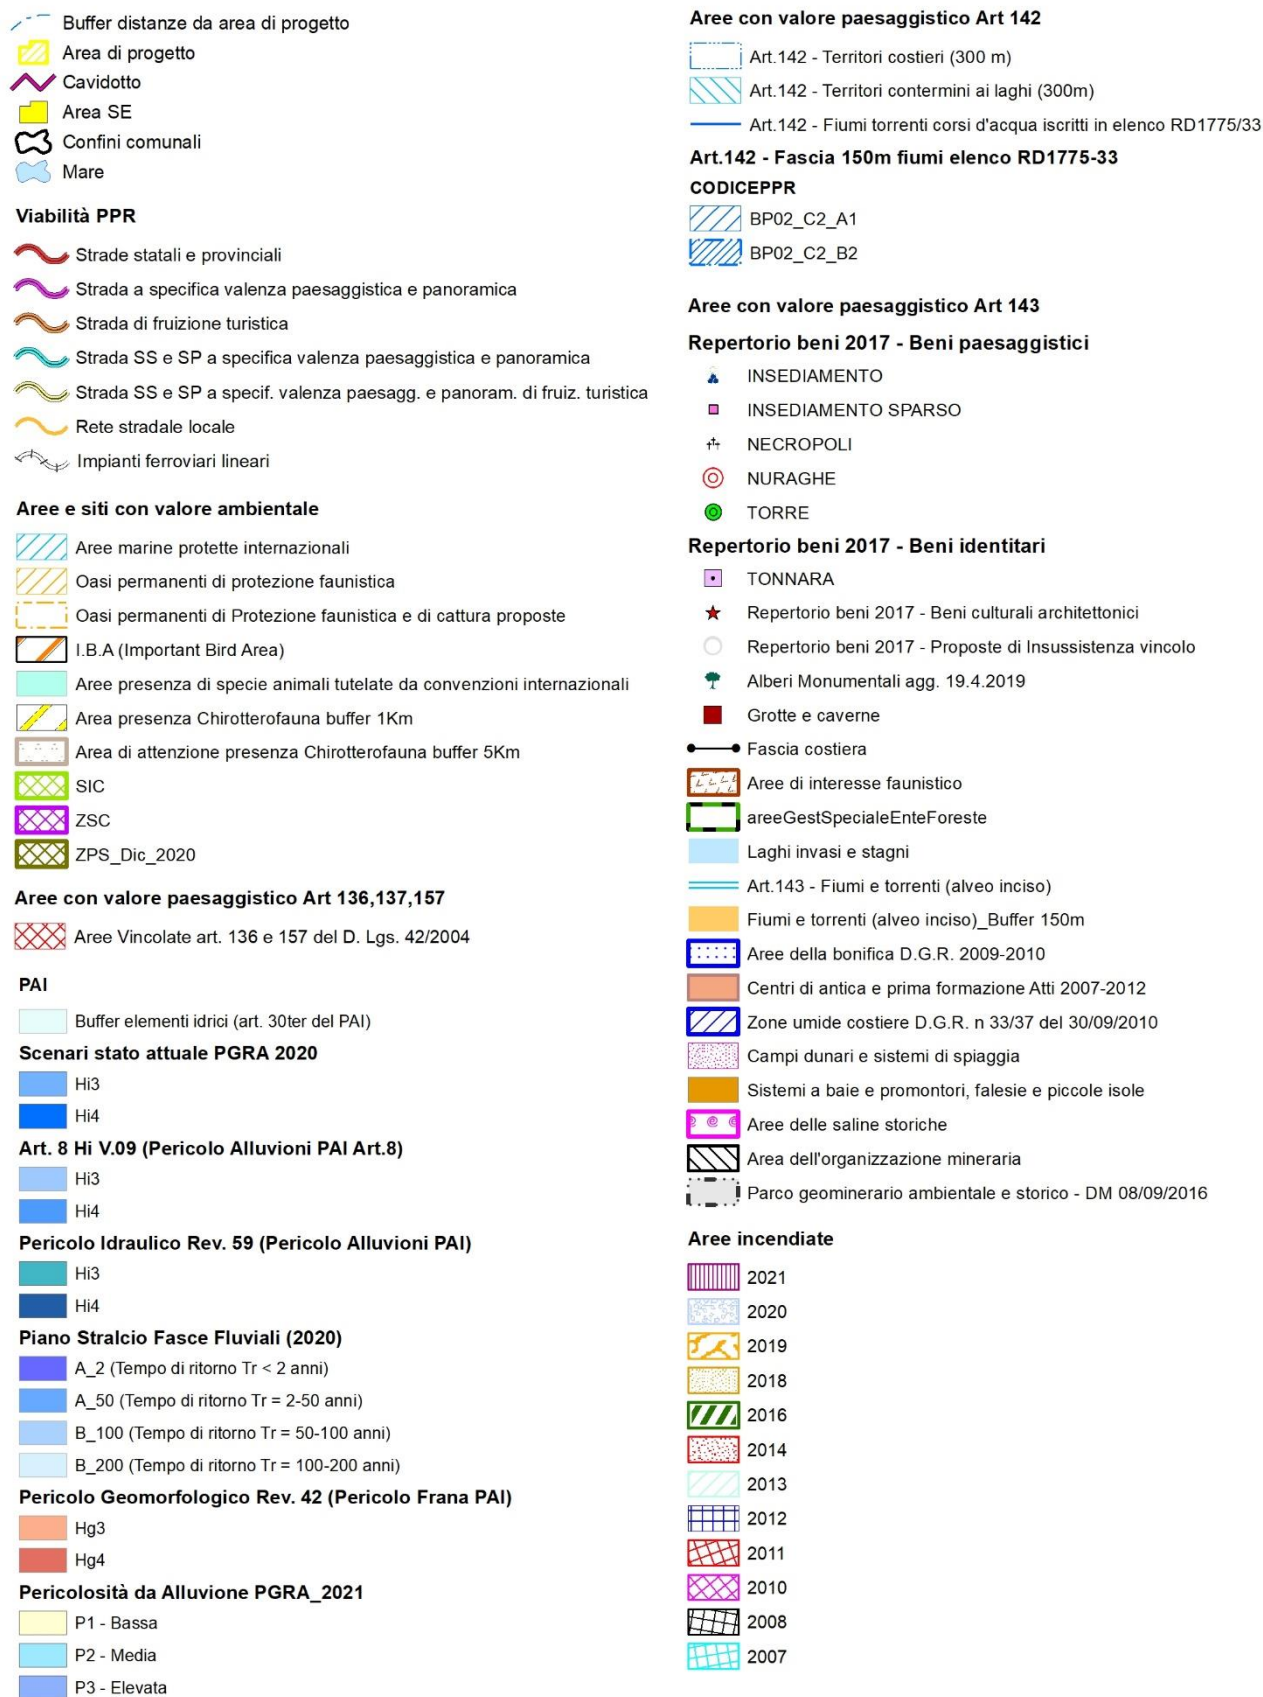 Buffer distanze da area di progetto
Area di progetto
Cavidotto
Area SE
Confini comunali
Mare
Viabilità PPR
Strade statali e provinciali
Strada a specifica valenza paesaggistica e panoramica
Strada di fruizione turistica
Strada SS e SP a specifica valenza paesaggistica e panoramica
Strada SS e SP a specif. valenza paesagg. e panoram. di fruiz. turistica
Rete stradale locale
Impianti ferroviari lineari
Aree e siti con valore ambientale
Aree marine protette internazionali
Oasi permanenti di protezione faunistica
Oasi permanenti di Protezione faunistica e di cattura proposte
I.B.A (Important Bird Area)
Aree presenza di specie animali tutelate da convenzioni internazionali
Area presenza Chirotterofauna buffer 1Km
Area di attenzione presenza Chirotterofauna buffer 5Km
SIC
ZSC
ZPS_Dic_2020
Aree con valore paesaggistico Art 136,137,157
Aree Vincolate art. 136 e 157 del D. Lgs. 42/2004
PAI
Buffer elementi idrici (art. 30ter del PAI)
Scenari stato attuale PGRA 2020
Hi3
Hi4
Art. 8 Hi V.09 (Pericolo Alluvioni PAI Art.8)
Hi3
Hi4
Pericolo Idraulico Rev. 59 (Pericolo Alluvioni PAI)
Hi3
Hi4
Piano Stralcio Fasce Fluviali (2020)
A_2 (Tempo di ritorno Tr < 2 anni)
A_50 (Tempo di ritorno Tr = 2-50 anni)
B_100 (Tempo di ritorno Tr = 50-100 anni)
B_200 (Tempo di ritorno Tr = 100-200 anni)
Pericolo Geomorfologico Rev. 42 (Pericolo Frana PAI)
Hg3
Hg4
Pericolosità da Alluvione PGRA_2021
P1 - Bassa
P2 - Media
P3 - Elevata
Aree con valore paesaggistico Art 142
Art.142 - Territori costieri (300 m)
Art.142 - Territori contermini ai laghi (300m)
Art.142 - Fiumi torrenti corsi d'acqua iscritti in elenco RD1775/33
Art.142 - Fascia 150m fiumi elenco RD1775-33
CODICEPPR
BP02_C2_A1
BP02_C2_B2
Aree con valore paesaggistico Art 143
Repertorio beni 2017 - Beni paesaggistici
INSEDIAMENTO
INSEDIAMENTO SPARSO
NECROPOLI
NURAGHE
TORRE
Repertorio beni 2017 - Beni identitari
TONNARA
Repertorio beni 2017 - Beni culturali architettonici
Repertorio beni 2017 - Proposte di Insussistenza vincolo
Alberi Monumentali agg. 19.4.2019
Grotte e caverne
Fascia costiera
Aree di interesse faunistico
areeGestSpecialeEnteForeste
Laghi invasi e stagni
Art.143 - Fiumi e torrenti (alveo inciso)
Fiumi e torrenti (alveo inciso)_Buffer 150m
Aree della bonifica D.G.R. 2009-2010
Centri di antica e prima formazione Atti 2007-2012
Zone umide costiere D.G.R. n 33/37 del 30/09/2010
Campi dunari e sistemi di spiaggia
Sistemi a baie e promontori, falesie e piccole isole
Aree delle saline storiche
Area dell'organizzazione mineraria
Parco geominerario ambientale e storico - DM 08/09/2016
Aree incendiate
2021
2020
2019
2018
2016
2014
2013
2012
2011
2010
2008
2007